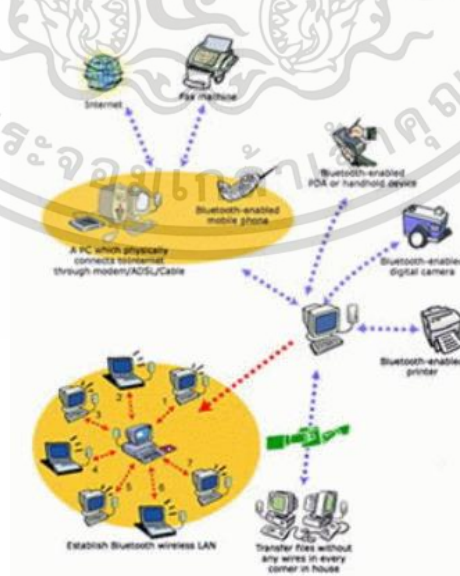 Internet
Fax machine
Bluetooth-enabled
PDA or handhold device
Bluetooth-enabled
mobile phone
A PC which physically
connects to Internet
through modem/ADSL/Cable
Bluetooth-enabled
digital camera
Bluetooth-enabled
printer
1
2
3
4
5
6
7
Establish Bluetooth wireless LAN
Transfer files without
any wires in every
corner in house